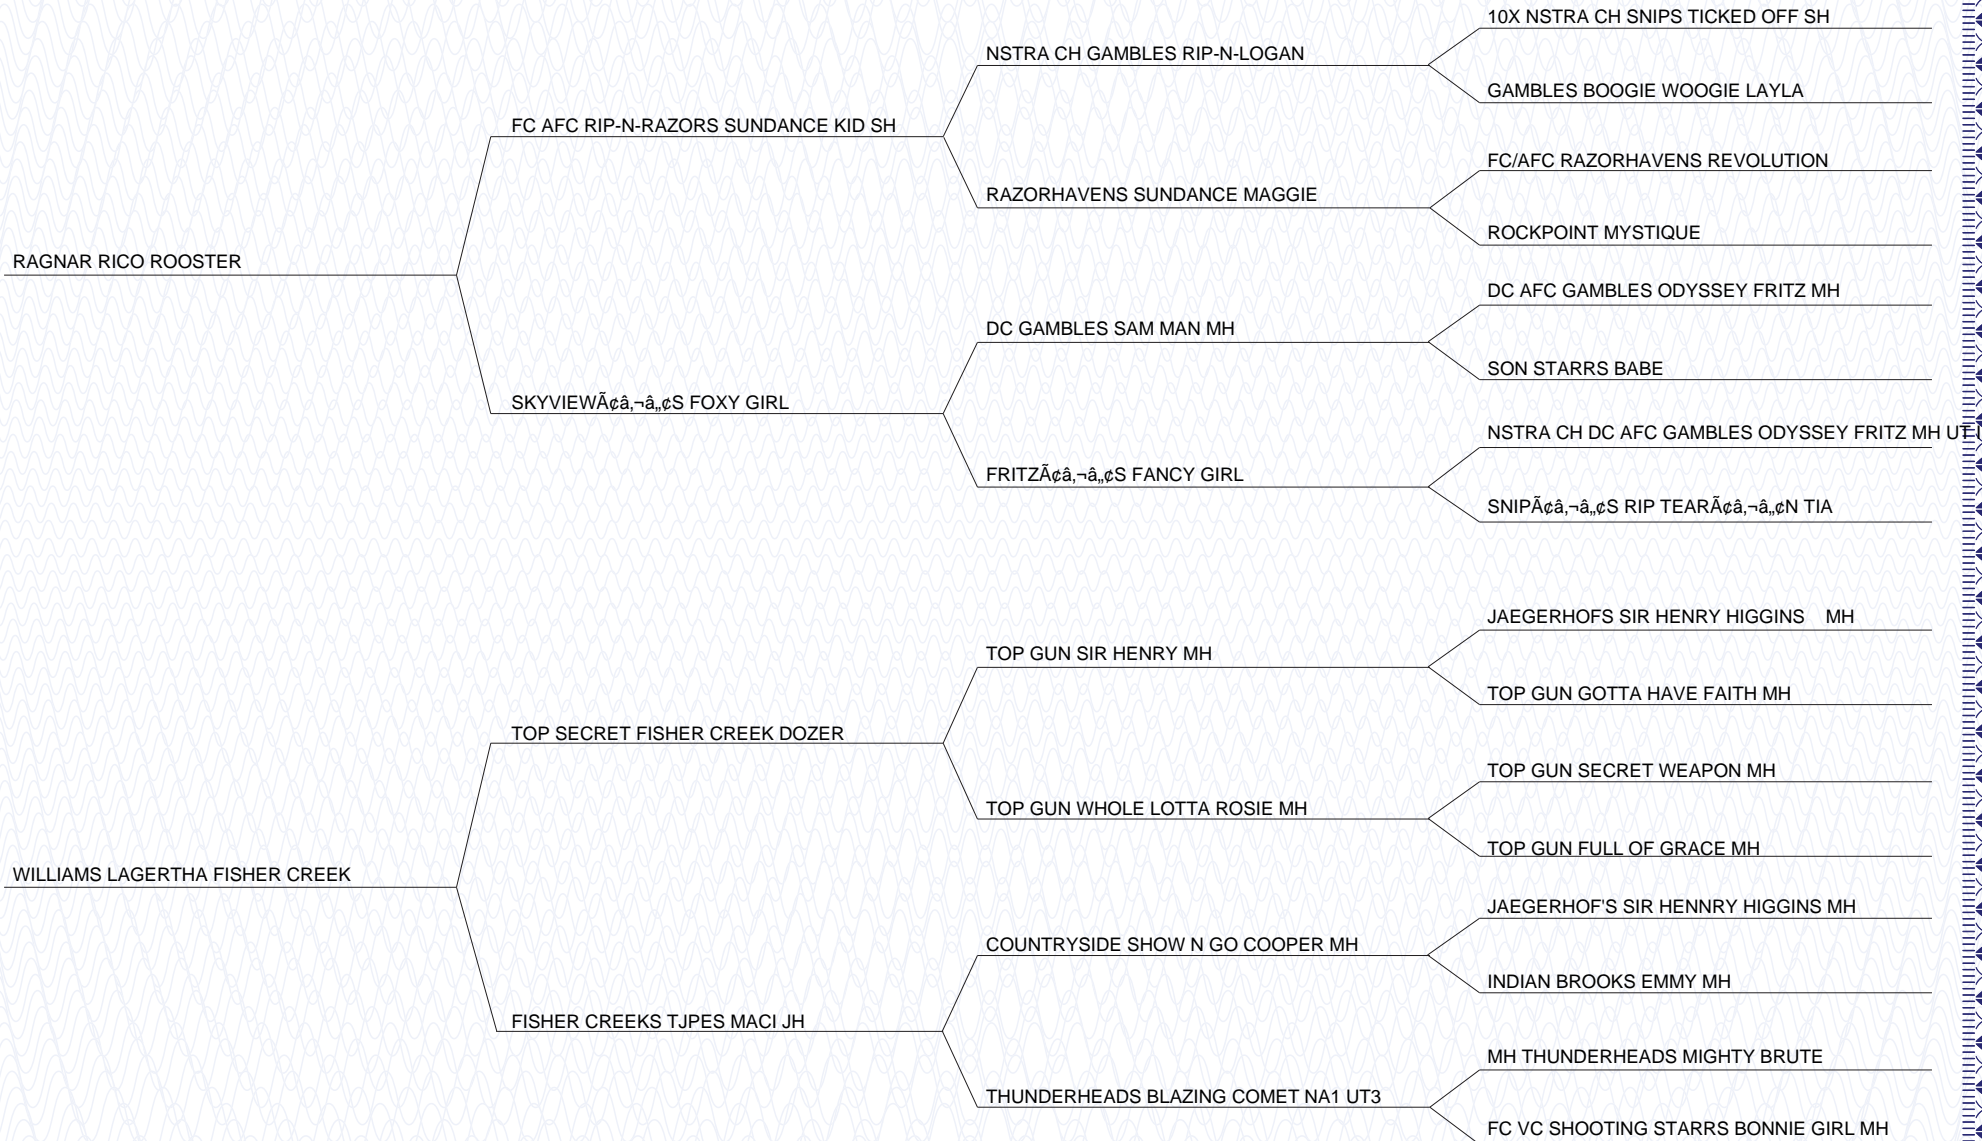 10X NSTRA CH SNIPS TICKED OFF SH
NSTRA CH GAMBLES RIP-N-LOGAN
GAMBLES BOOGIE WOOGIE LAYLA
FC AFC RIP-N-RAZORS SUNDANCE KID SH
FC/AFC RAZORHAVENS REVOLUTION
RAZORHAVENS SUNDANCE MAGGIE
ROCKPOINT MYSTIQUE
RAGNAR RICO ROOSTER
DC AFC GAMBLES ODYSSEY FRITZ MH
DC GAMBLES SAM MAN MH
SON STARRS BABE
SKYVIEWÃ¢â‚¬â„¢S FOXY GIRL
NSTRA CH DC AFC GAMBLES ODYSSEY FRITZ MH UT
FRITZÃ¢â‚¬â„¢S FANCY GIRL
SNIPÃ¢â‚¬â„¢S RIP TEARÃ¢â‚¬â„¢N TIA
JAEGERHOFS SIR HENRY HIGGINS    MH
TOP GUN SIR HENRY MH
TOP GUN GOTTA HAVE FAITH MH
TOP SECRET FISHER CREEK DOZER
TOP GUN SECRET WEAPON MH
TOP GUN WHOLE LOTTA ROSIE MH
TOP GUN FULL OF GRACE MH
WILLIAMS LAGERTHA FISHER CREEK
JAEGERHOF'S SIR HENNRY HIGGINS MH
COUNTRYSIDE SHOW N GO COOPER MH
INDIAN BROOKS EMMY MH
FISHER CREEKS TJPES MACI JH
MH THUNDERHEADS MIGHTY BRUTE
THUNDERHEADS BLAZING COMET NA1 UT3
FC VC SHOOTING STARRS BONNIE GIRL MH